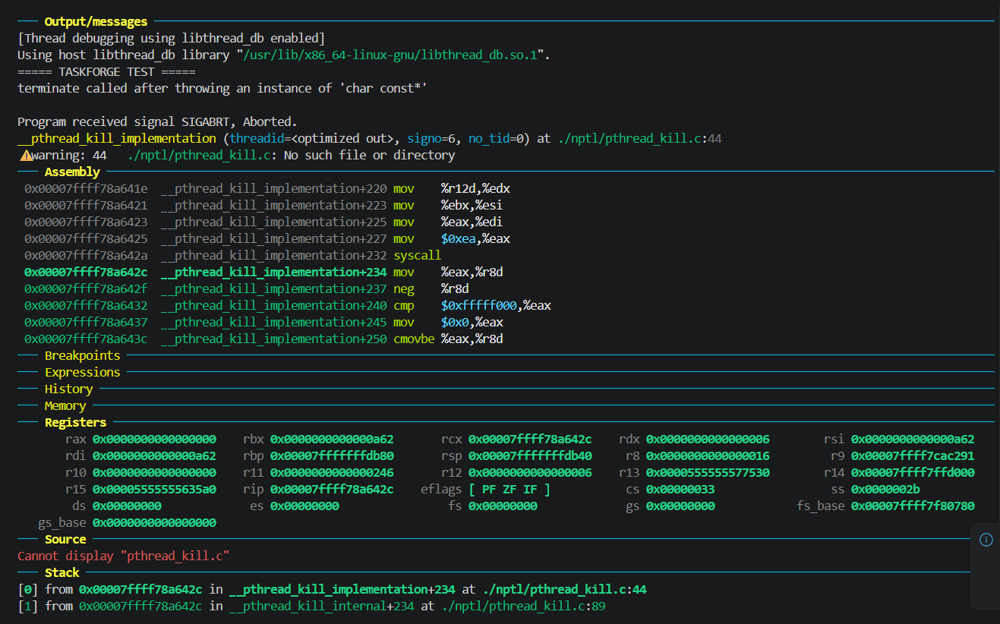 Output/messages
[Thread debugging using libthread_db enabled]
Using host libthread_db library "/usr/lib/x86_64-linux-gnu/libthread_db.so.1".
===== TASKFORGE TEST =====
terminate called after throwing an instance of 'char const*'
Program received signal SIGABRT, Aborted.
__pthread_kill_implementation (threadid=<optimized out>, signo=6, no_tid=0) at ./nptl/pthread_kill.c:44
⚠warning: 44	./nptl/pthread_kill.c: No such file or directory
Assembly
0x00007ffff78a641e __pthread_kill_implementation+220 mov %r12d,%edx
0x00007ffff78a6421 __pthread_kill_implementation+223 mov %ebx,%esi
0x00007ffff78a6423 __pthread_kill_implementation+225 mov %eax,%edi
0x00007ffff78a6425 __pthread_kill_implementation+227 mov $0xea,%eax
0x00007ffff78a642a __pthread_kill_implementation+232 syscall
0x00007ffff78a642c __pthread_kill_implementation+234 mov %eax,%r8d
0x00007ffff78a642f __pthread_kill_implementation+237 neg %r8d
0x00007ffff78a6432 __pthread_kill_implementation+240 cmp $0xfffff000,%eax
0x00007ffff78a6437 __pthread_kill_implementation+245 mov $0x0,%eax
0x00007ffff78a643c __pthread_kill_implementation+250 cmovbe %eax,%r8d
Breakpoints
Expressions
History
Memory
Registers
rax 0x0000000000000000 rbx 0x0000000000000a62 rcx 0x00007ffff78a642c rdx 0x0000000000000006 rsi 0x0000000000000a62
rdi 0x0000000000000a62 rbp 0x00007fffffffdb80 rsp 0x00007fffffffdb40 r8 0x0000000000000016 r9 0x00007ffff7cac291
r10 0x0000000000000000 r11 0x0000000000000246 r12 0x0000000000000006 r13 0x0000555555577530 r14 0x00007ffff7ffd000
r15 0x00005555555635a0 rip 0x00007ffff78a642c eflags [ PF ZF IF ] cs 0x00000033 ss 0x0000002b
ds 0x00000000 es 0x00000000 fs 0x00000000 gs 0x00000000 fs_base 0x00007ffff7f80780
gs_base 0x0000000000000000
Source
Cannot display "pthread_kill.c"
Stack
[0] from 0x00007ffff78a642c in __pthread_kill_implementation+234 at ./nptl/pthread_kill.c:44
[1] from 0x00007ffff78a642c in __pthread_kill_internal+234 at ./nptl/pthread_kill.c:89